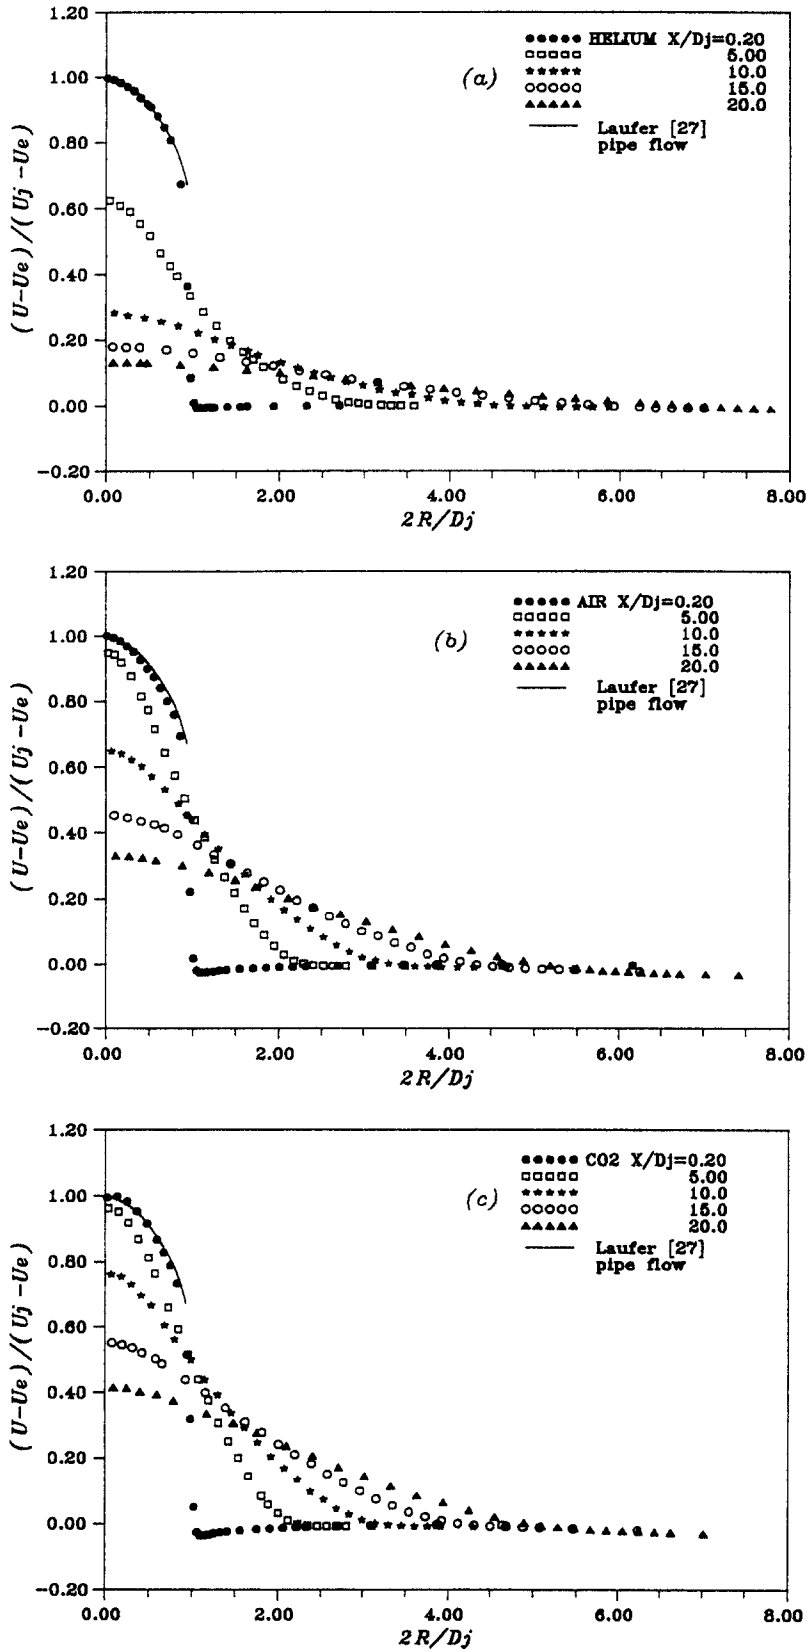 1.20
1.00
0.80
0.60
0.40
0.20
0.00
-0.20
(U-Ue)/(Uj-Ue)
(a)
HELIUM X/Dj=0.20
5.00
10.0
15.0
20.0
Laufer [27]
pipe flow
0.00 2.00 4.00 6.00 8.00
2R/Dj
1.20
1.00
0.80
0.60
0.40
0.20
0.00
-0.20
(U-Ue)/(Uj-Ue)
(b)
AIR X/Dj=0.20
5.00
10.0
15.0
20.0
Laufer [27]
pipe flow
0.00 2.00 4.00 6.00 8.00
2R/Dj
1.20
1.00
0.80
0.60
0.40
0.20
0.00
-0.20
(U-Ue)/(Uj-Ue)
(c)
CO2 X/Dj=0.20
5.00
10.0
15.0
20.0
Laufer [27]
pipe flow
0.00 2.00 4.00 6.00 8.00
2R/Dj